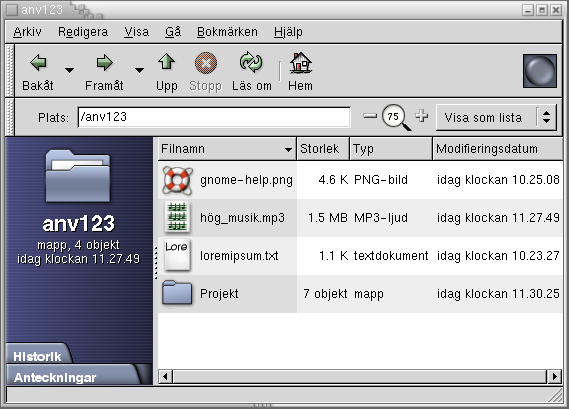 anv123
Arkiv Redigera Visa Gå Bokmärken Hjälp
Bakåt Framåt Upp Stopp Läs om Hem
Plats: /anv123 75 Visa som lista
Filnamn Storlek Typ Modifieringsdatum
gnome-help.png 4.6 K PNG-bild idag klockan 10.25.08
hög_musik.mp3 1.5 MB MP3-ljud idag klockan 11.27.49
Lore
loremipsum.txt 1.1 K textdokument idag klockan 10.23.27
Projekt 7 objekt mapp idag klockan 11.30.25
anv123
mapp, 4 objekt
idag klockan 11.27.49
Historik
Anteckningar